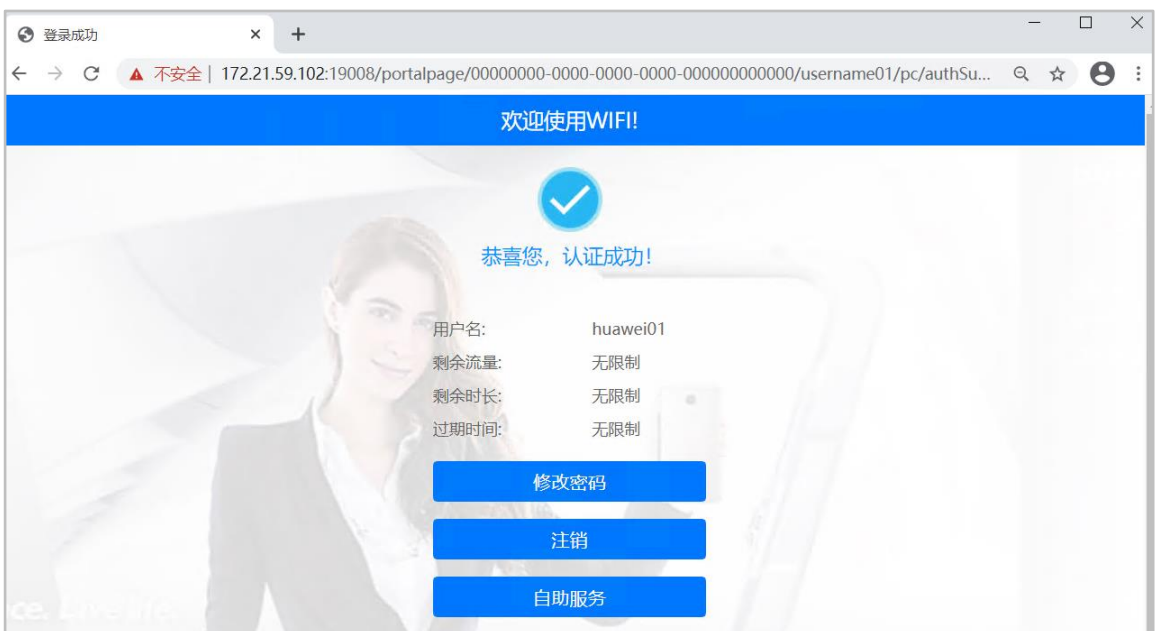 登录成功
不安全 | 172.21.59.102:19008/portalpage/00000000-0000-0000-0000-000000000000/username01/pc/authSu...
欢迎使用WIFI!
恭喜您，认证成功!
用户名: huawei01
剩余流量: 无限制
剩余时长: 无限制
过期时间: 无限制
修改密码
注销
自助服务